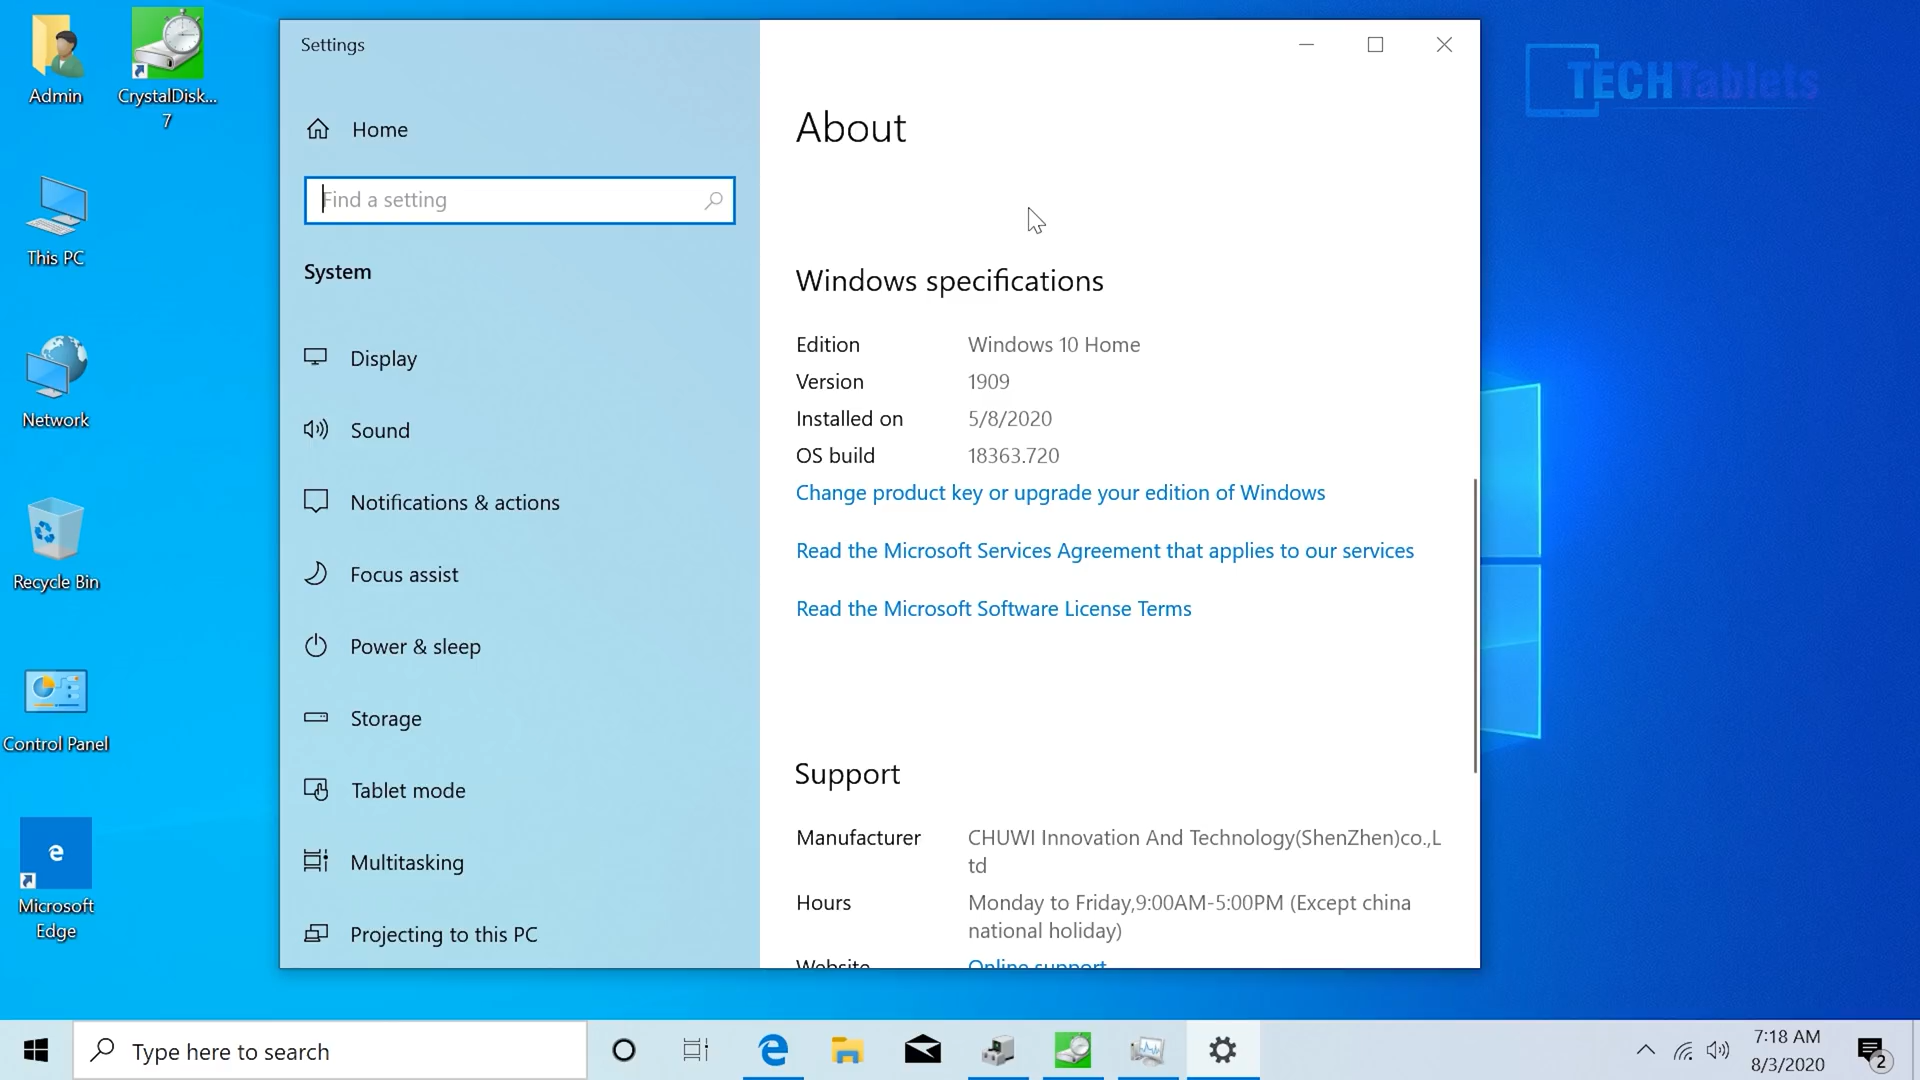 Admin
CrystalDisk...
7
This PC
Network
Recycle Bin
Control Panel
Microsoft
Edge
Settings
Home
Find a setting
System
Display
Sound
Notifications & actions
Focus assist
Power & sleep
Storage
Tablet mode
Multitasking
Projecting to this PC
About
Windows specifications
Edition Windows 10 Home
Version 1909
Installed on 5/8/2020
OS build 18363.720
Change product key or upgrade your edition of Windows
Read the Microsoft Services Agreement that applies to our services
Read the Microsoft Software License Terms
Support
Manufacturer CHUWI Innovation And Technology(ShenZhen)co.,L
td
Hours Monday to Friday,9:00AM-5:00PM (Except china
national holiday)
Website Online support
TECHTablets
Type here to search
7:18 AM
8/3/2020
2